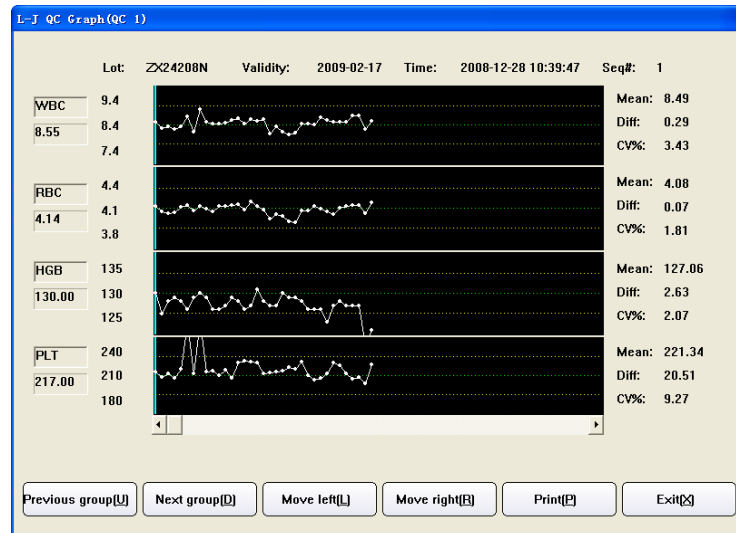 L-J QC Graph(QC 1)
Lot: ZX24208N Validity: 2009-02-17 Time: 2008-12-28 10:39:47 Seq#: 1
WBC 9.4 Mean: 8.49
8.55 8.4 Diff: 0.29
7.4 CV%: 3.43
RBC 4.4 Mean: 4.08
4.14 4.1 Diff: 0.07
3.8 CV%: 1.81
HGB 135 Mean: 127.06
130.00 130 Diff: 2.63
125 CV%: 2.07
PLT 240 Mean: 221.34
217.00 210 Diff: 20.51
180 CV%: 9.27
Previous group[U] Next group[D] Move left[L] Move right[R] Print[P] Exit[X]